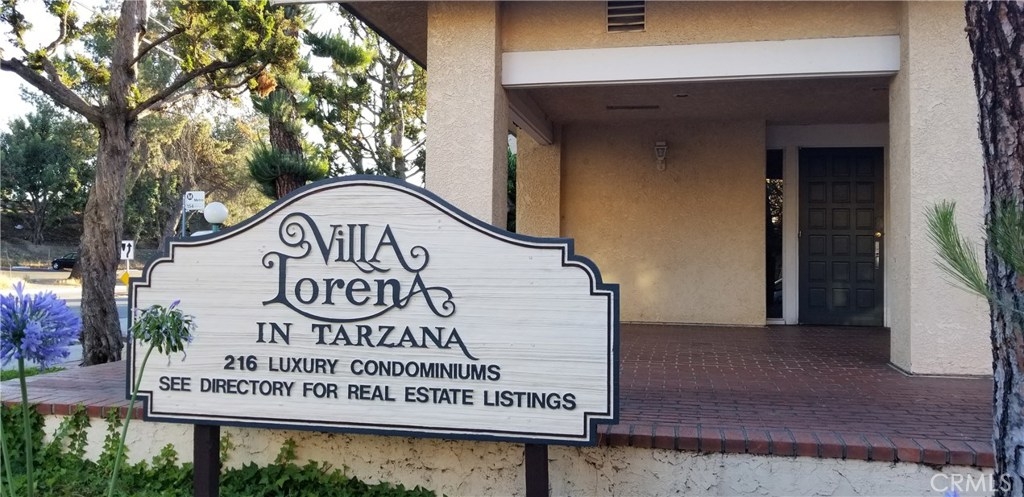 Villa
Lorena
IN TARZANA
216 LUXURY CONDOMINIUMS
SEE DIRECTORY FOR REAL ESTATE LISTINGS
CRMLS